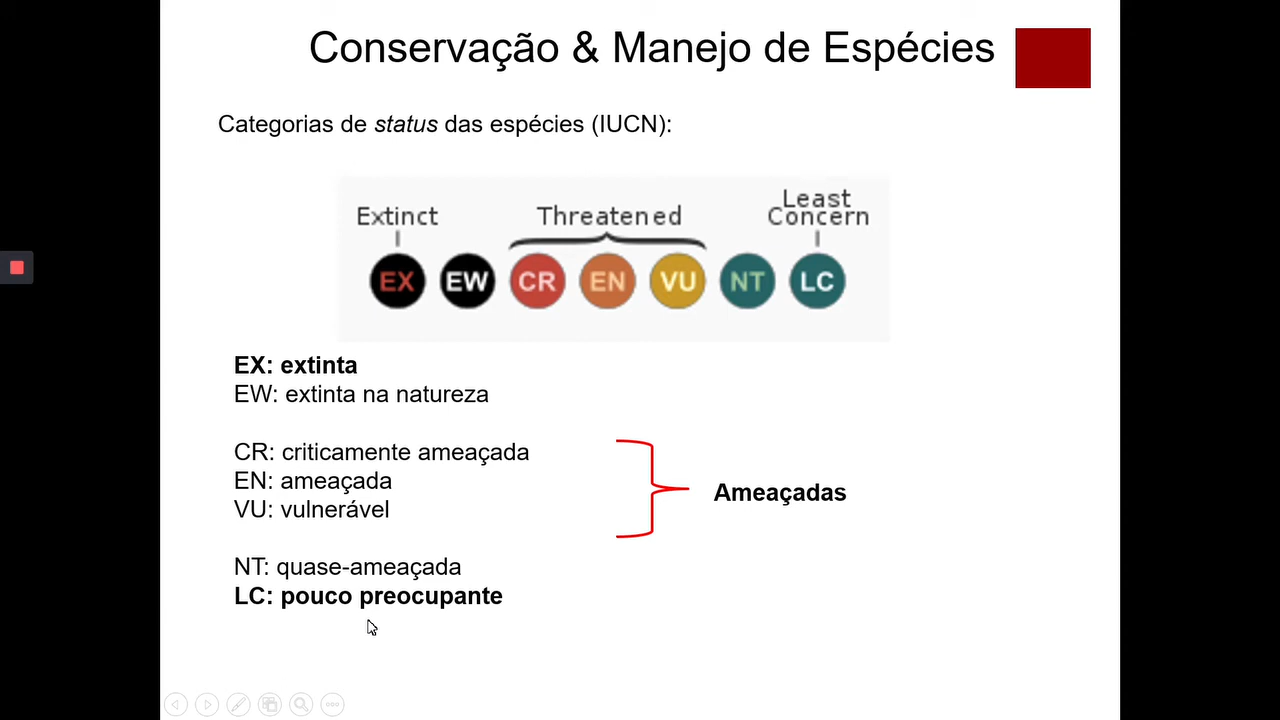 Conservação & Manejo de Espécies
Categorias de status das espécies (IUCN):
Extinct
Threatened
Least
Concern
EX EW CR EN VU NT LC
EX: extinta
EW: extinta na natureza
CR: criticamente ameaçada
EN: ameaçada
VU: vulnerável
Ameaçadas
NT: quase-ameaçada
LC: pouco preocupante